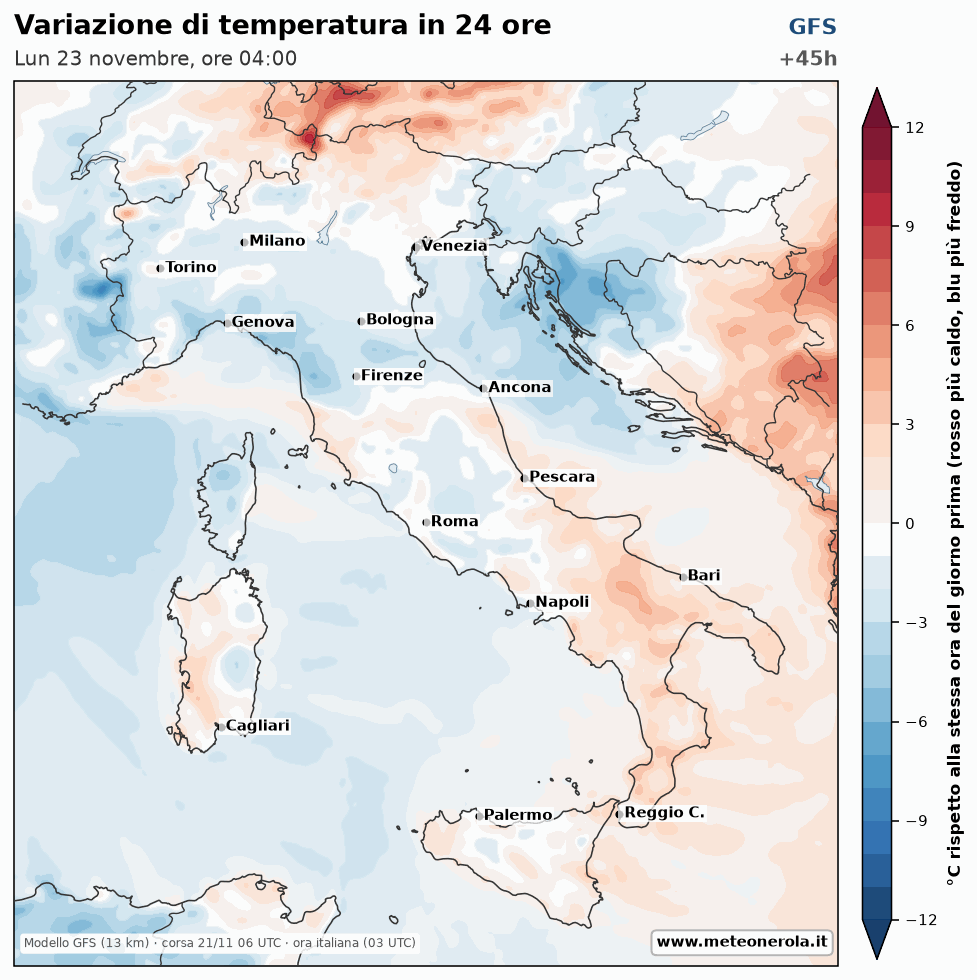 Variazione di temperatura in 24 ore
GFS
Lun 23 novembre, ore 04:00
+45h
Milano
Venezia
Torino
Genova
Bologna
Firenze
Ancona
Pescara
Roma
Bari
Napoli
Cagliari
Palermo
Reggio C.
12
9
6
3
0
−3
−6
−9
−12
°C rispetto alla stessa ora del giorno prima (rosso più caldo, blu più freddo)
Modello GFS (13 km) · corsa 21/11 06 UTC · ora italiana (03 UTC)
www.meteonerola.it